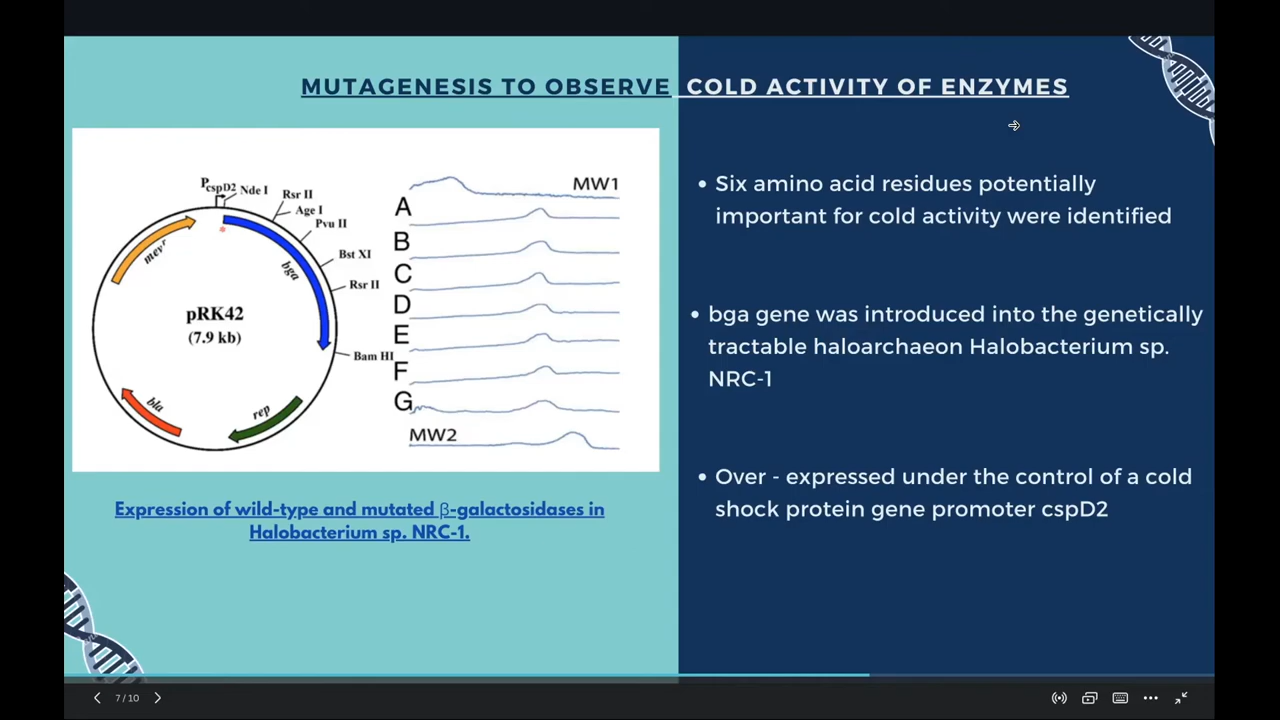 MUTAGENESIS TO OBSERVE COLD ACTIVITY OF ENZYMES
PcspD2
Nde I
Rsr II
Age I
Pvu II
Bst XI
Rsr II
Bam HI
mevr
bga
pRK42
(7.9 kb)
bla
rep
MW1
A
B
C
D
E
F
G
MW2
Expression of wild-type and mutated β-galactosidases in
Halobacterium sp. NRC-1.
• Six amino acid residues potentially
important for cold activity were identified
• bga gene was introduced into the genetically
tractable haloarchaeon Halobacterium sp.
NRC-1
• Over - expressed under the control of a cold
shock protein gene promoter cspD2
7 / 10